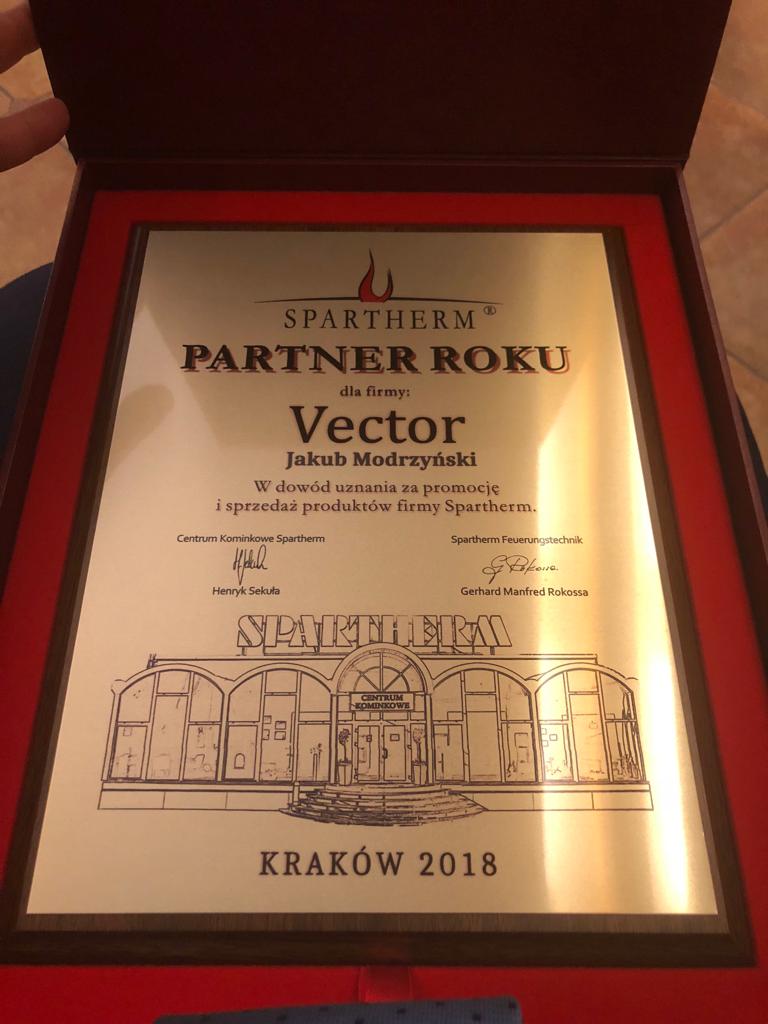 SPARTHERM®
PARTNER ROKU
dla firmy:
Vector
Jakub Modrzyński
W dowód uznania za promocję
i sprzedaż produktów firmy Spartherm.
Centrum Kominkowe Spartherm
Henryk Sekuła
Spartherm Feuerungstechnik
G Rokossa
Gerhard Manfred Rokossa
SPARTHERM
CENTRUM
KOMINKOWE
KRAKÓW 2018